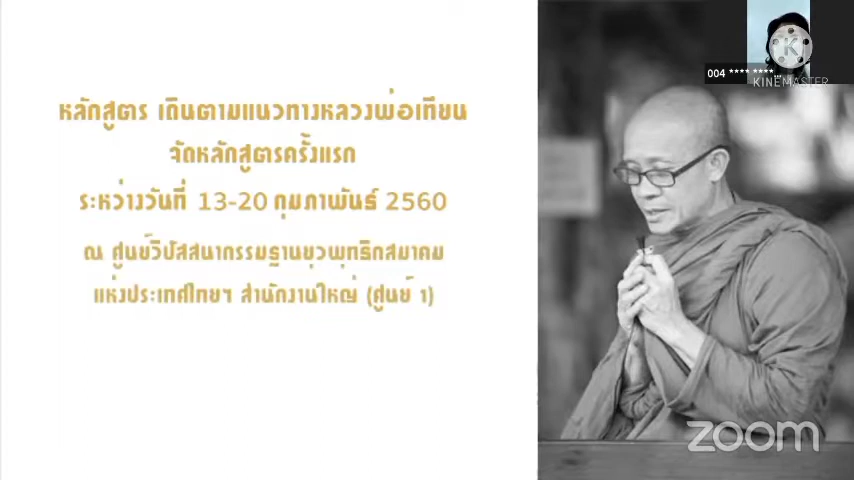 หลักสูตร เดินตามแนวทางหลวงพ่อเทียน
จัดหลักสูตรครั้งแรก
ระหว่างวันที่ 13-20 กุมภาพันธ์ 2560
ณ ศูนย์วิปัสสนากรรมฐานยุวพุทธิกสมาคม
แห่งประเทศไทยฯ สำนักงานใหญ่ (ศูนย์ 1)
004 **** ****...
KINEMASTER
zoom